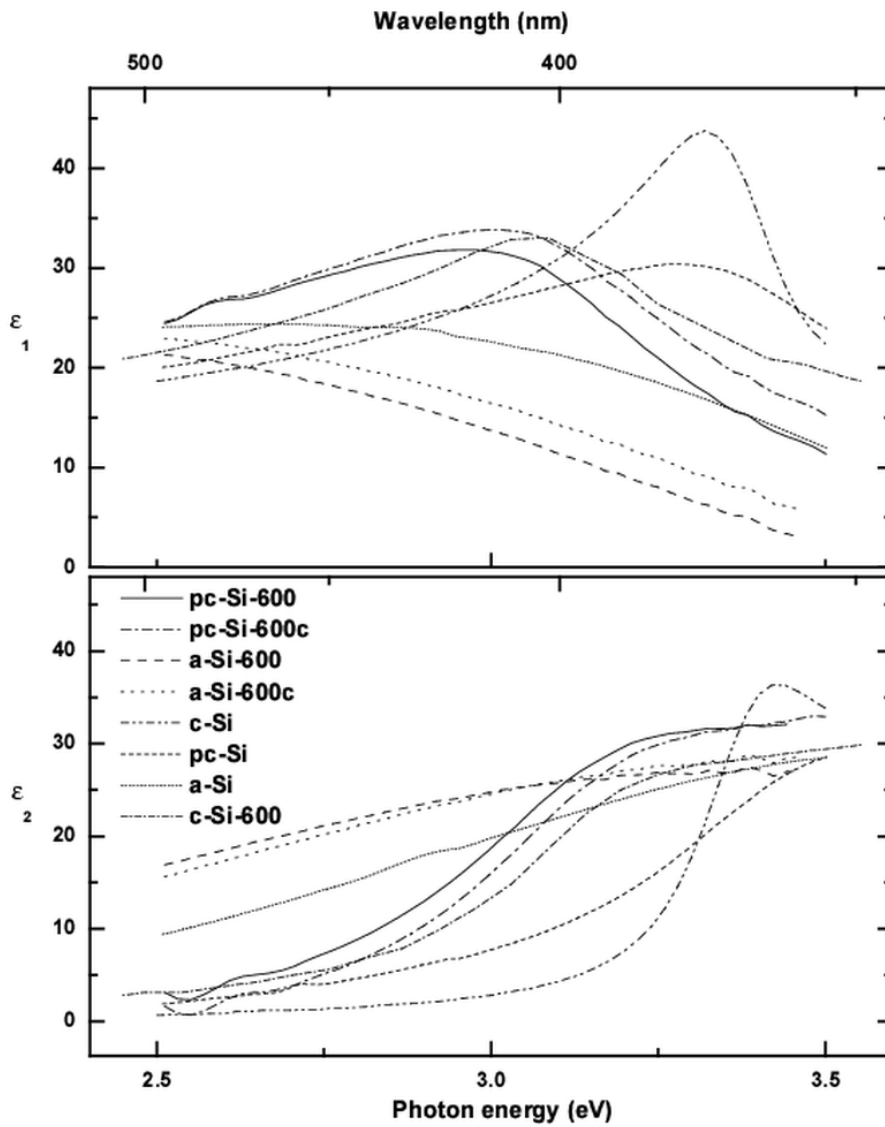 Wavelength (nm)
500 400
40
30
20
10
0
ε
1
pc-Si-600
pc-Si-600c
a-Si-600
a-Si-600c
c-Si
pc-Si
a-Si
c-Si-600
40
30
20
10
0
ε
2
2.5 3.0 3.5
Photon energy (eV)